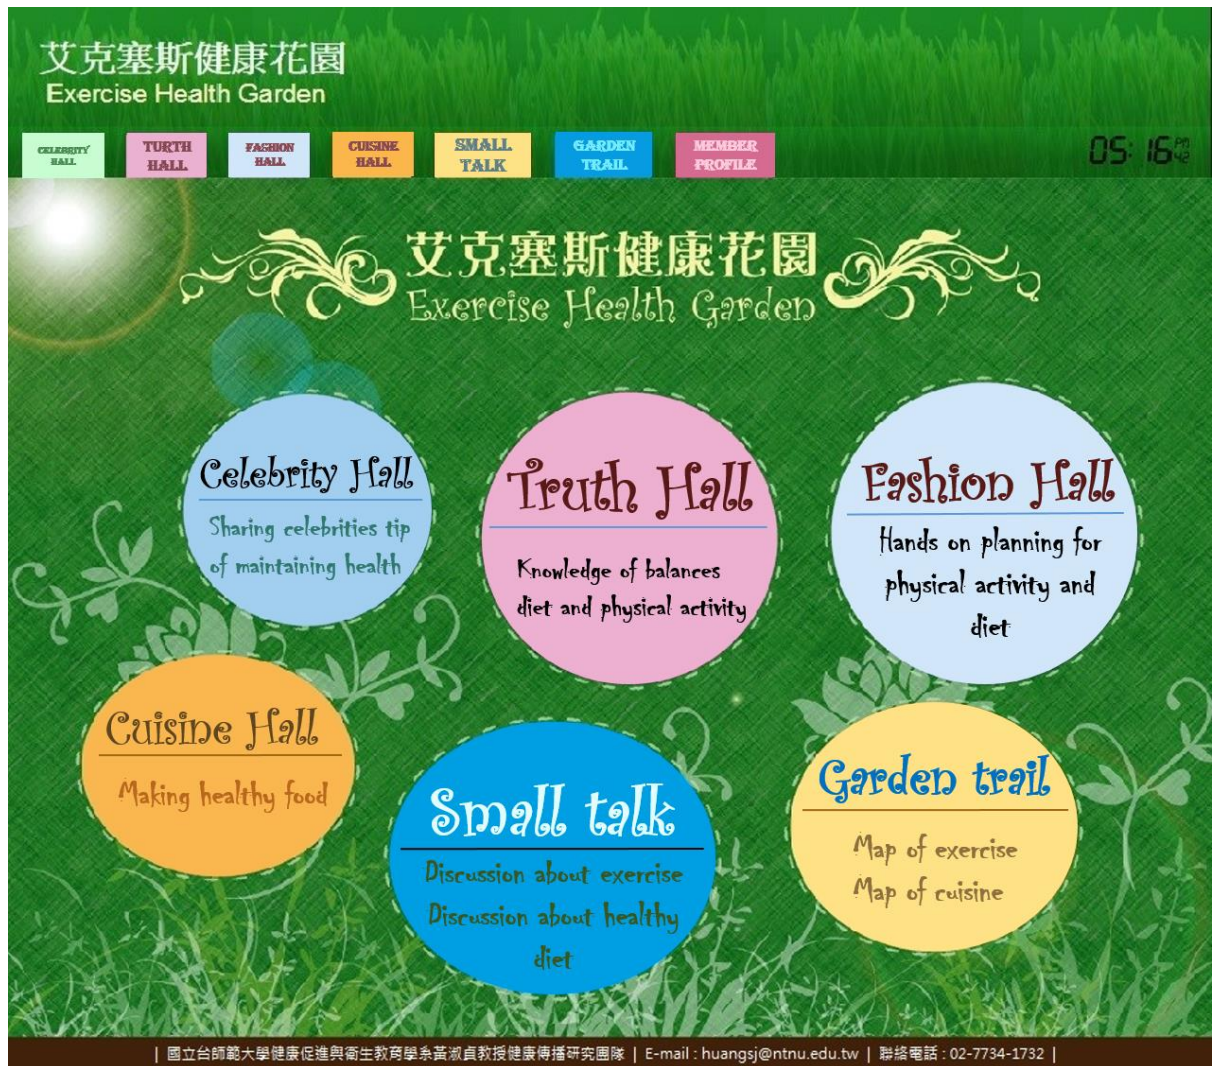 艾克塞斯健康花園
Exercise Health Garden
CELEBRITY
HALL
TURTH
HALL
FASHION
HALL
CUISINE
HALL
SMALL
TALK
GARDEN
TRAIL
MEMBER
PROFILE
05:16 PM 42
艾克塞斯健康花園
Exercise Health Garden
Celebrity Hall
Sharing celebrities tip
of maintaining health
Truth Hall
Knowledge of balances
diet and physical activity
Fashion Hall
Hands on planning for
physical activity and
diet
Cuisine Hall
Making healthy food
Small talk
Discussion about exercise
Discussion about healthy
diet
Garden trail
Map of exercise
Map of cuisine
| 國立台師範大學健康促進與衛生教育學系黃淑貞教授健康傳播研究團隊 | E-mail : huangsj@ntnu.edu.tw | 聯絡電話 : 02-7734-1732 |